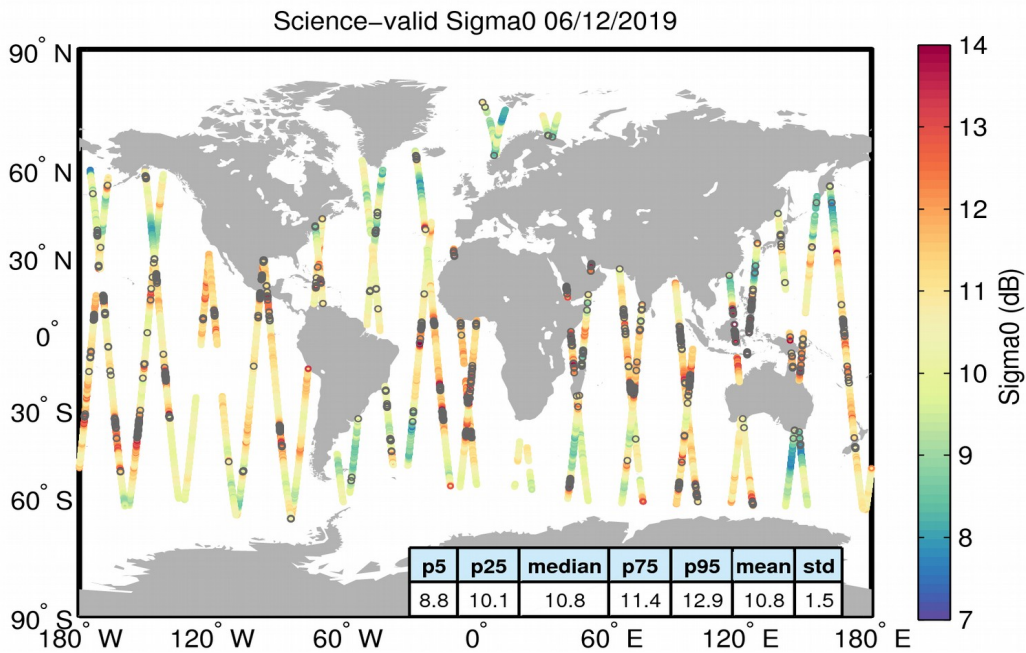 Science−valid Sigma0 06/12/2019
90° N
60° N
30° N
0°
30° S
60° S
90° S
180° W
120° W
60° W
0°
60° E
120° E
180° E
p5 p25 median p75 p95 mean std
8.8 10.1 10.8 11.4 12.9 10.8 1.5
14
13
12
11
10
9
8
7
Sigma0 (dB)